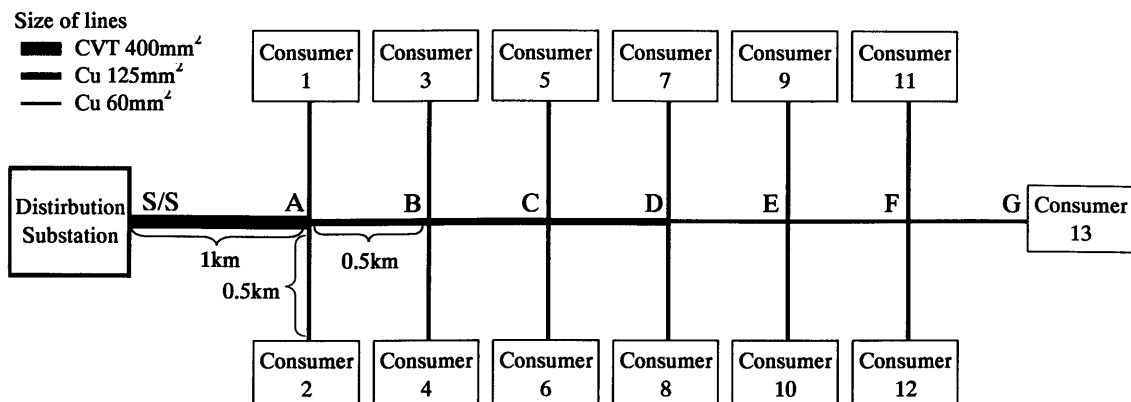 Size of lines
CVT 400mm²
Cu 125mm²
Cu 60mm²
Consumer
1
Consumer
3
Consumer
5
Consumer
7
Consumer
9
Consumer
11
Distirbution
Substation
S/S
A
B
C
D
E
F
G
Consumer
13
1km
0.5km
0.5km
Consumer
2
Consumer
4
Consumer
6
Consumer
8
Consumer
10
Consumer
12